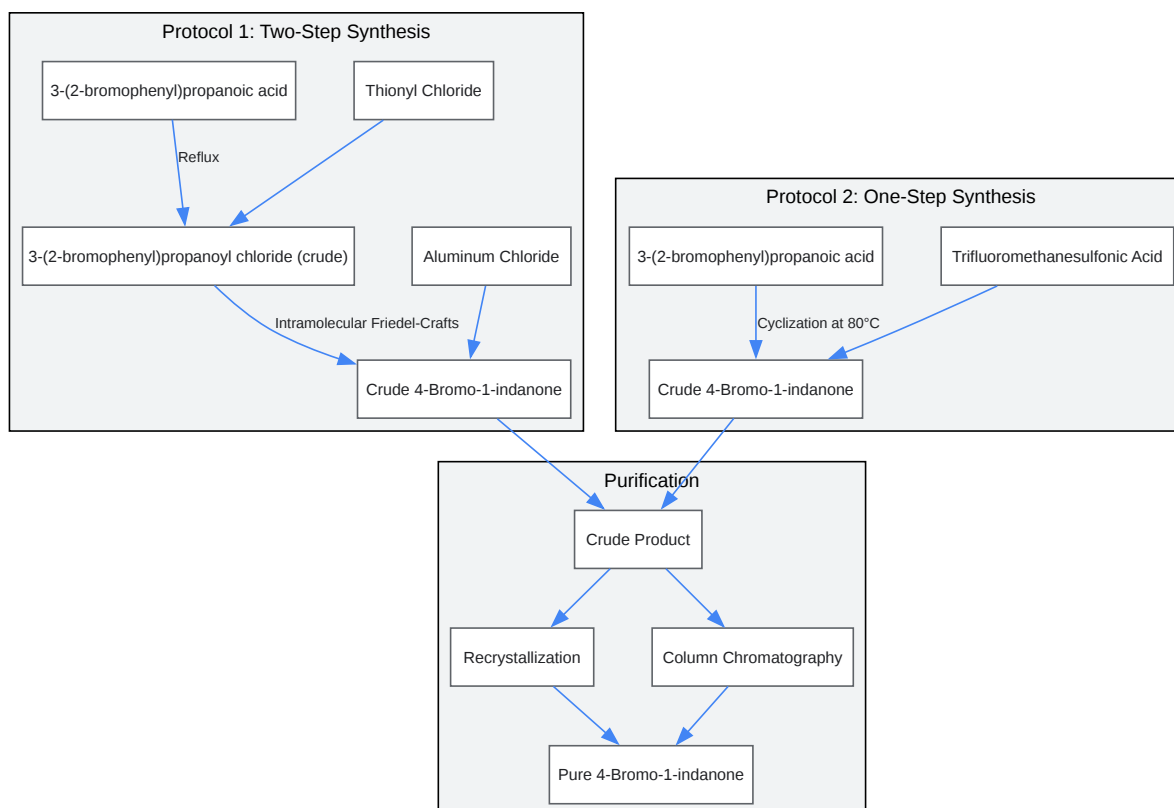 Protocol 1: Two-Step Synthesis
3-(2-bromophenyl)propanoic acid
Thionyl Chloride
Reflux
3-(2-bromophenyl)propanoyl chloride (crude)
Aluminum Chloride
Intramolecular Friedel-Crafts
Crude 4-Bromo-1-indanone
Protocol 2: One-Step Synthesis
3-(2-bromophenyl)propanoic acid
Trifluoromethanesulfonic Acid
Cyclization at 80°C
Crude 4-Bromo-1-indanone
Purification
Crude Product
Recrystallization
Column Chromatography
Pure 4-Bromo-1-indanone